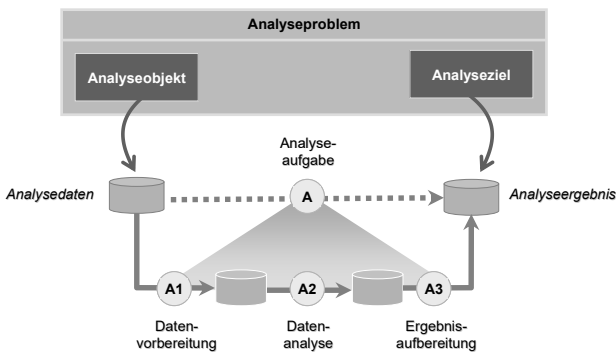 Analyseproblem
Analyseobjekt
Analyseziel
Analyse-
aufgabe
Analysedaten
A
Analyseergebnis
A1
A2
A3
Daten-
vorbereitung
Daten-
analyse
Ergebnis-
aufbereitung